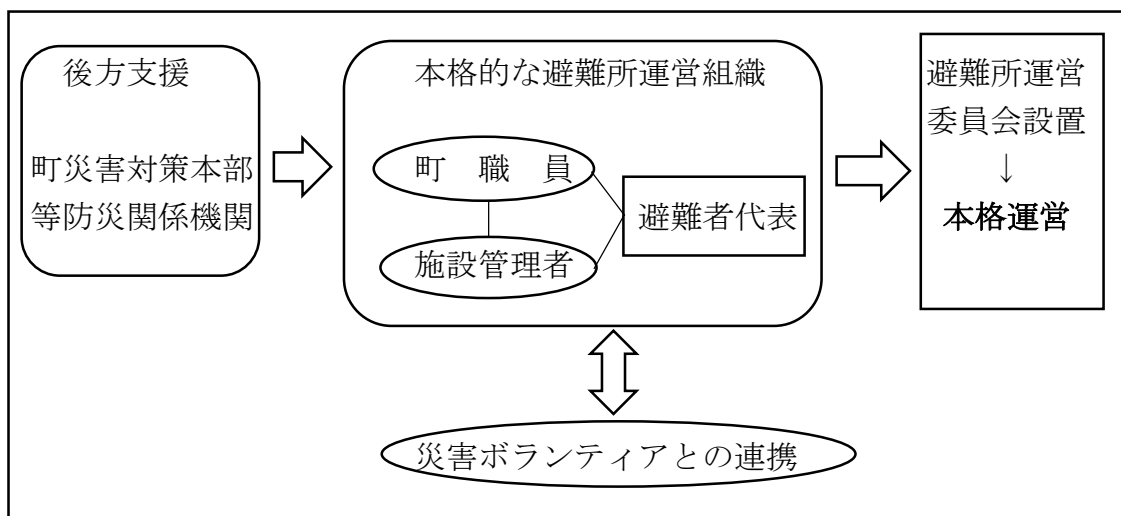 後方支援
町災害対策本部
等防災関係機関
本格的な避難所運営組織
町　職　員
施設管理者
避難者代表
避難所運営
委員会設置
↓
本格運営
災害ボランティアとの連携